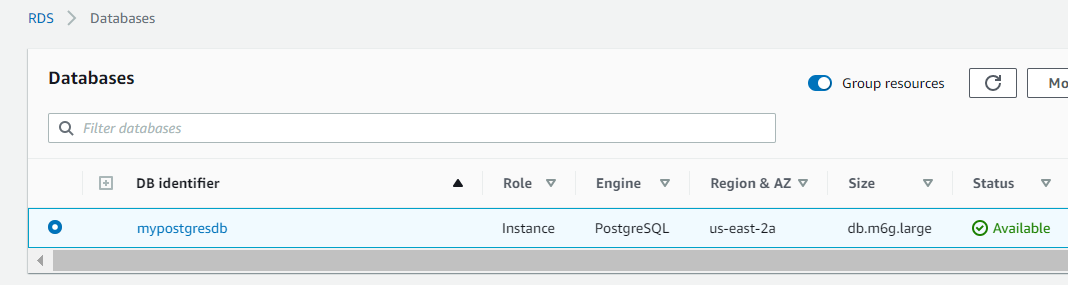 RDS > Databases
Databases
Group resources
Mo
Filter databases
DB identifier Role Engine Region & AZ Size Status
mypostgresdb Instance PostgreSQL us-east-2a db.m6g.large Available